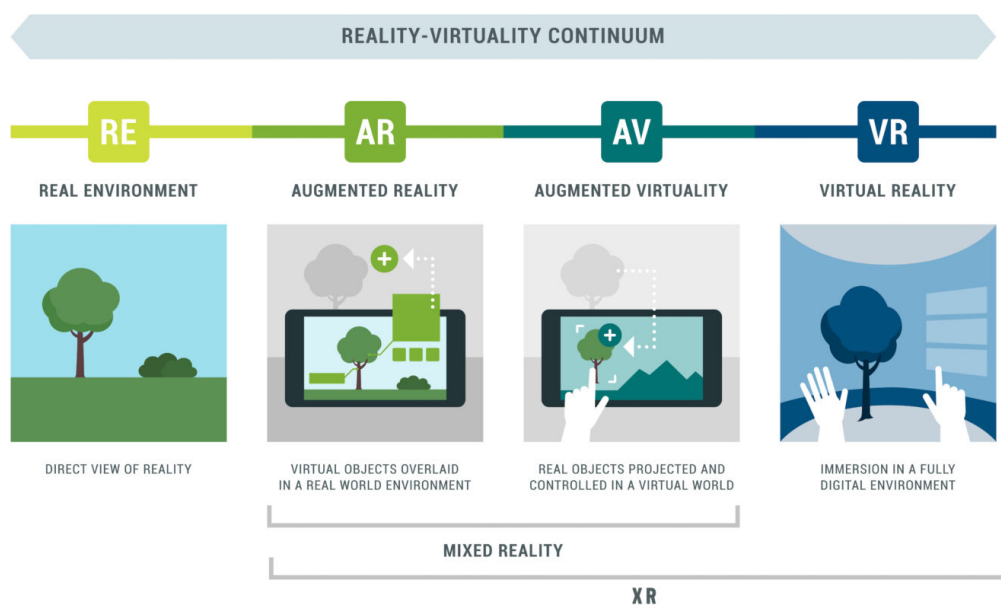 REALITY-VIRTUALITY CONTINUUM
RE
AR
AV
VR
REAL ENVIRONMENT
AUGMENTED REALITY
AUGMENTED VIRTUALITY
VIRTUAL REALITY
DIRECT VIEW OF REALITY
VIRTUAL OBJECTS OVERLAID
IN A REAL WORLD ENVIRONMENT
REAL OBJECTS PROJECTED AND
CONTROLLED IN A VIRTUAL WORLD
IMMERSION IN A FULLY
DIGITAL ENVIRONMENT
MIXED REALITY
XR